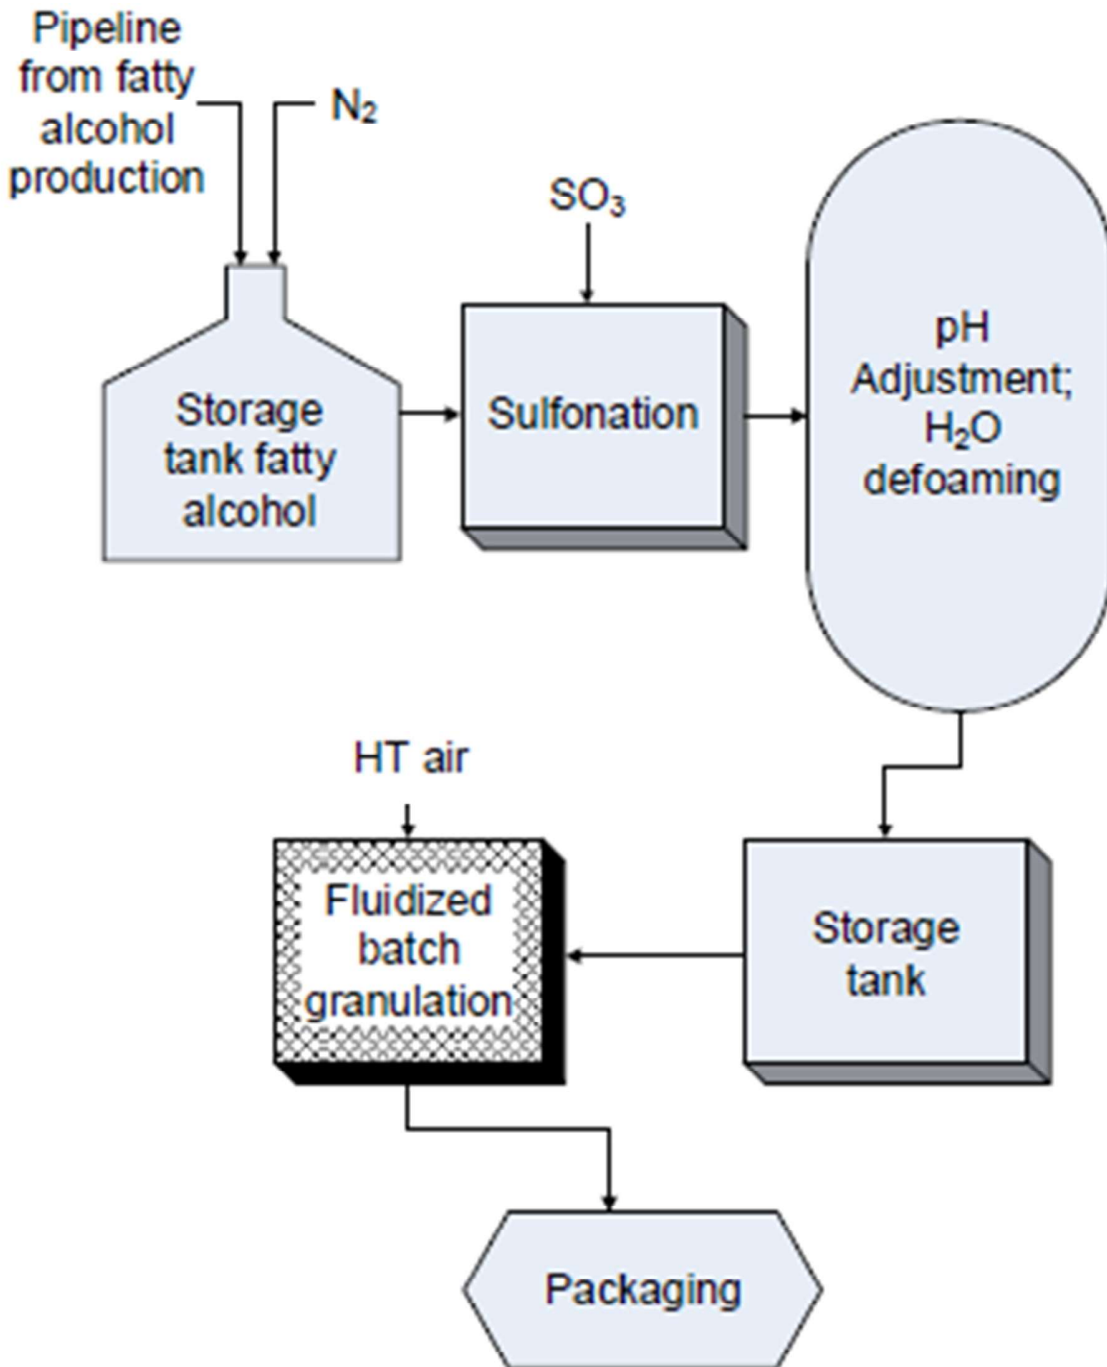 Pipeline
from fatty
alcohol
production
N₂
SO₃
Storage
tank fatty
alcohol
Sulfonation
pH
Adjustment;
H₂O
defoaming
HT air
Fluidized
batch
granulation
Storage
tank
Packaging